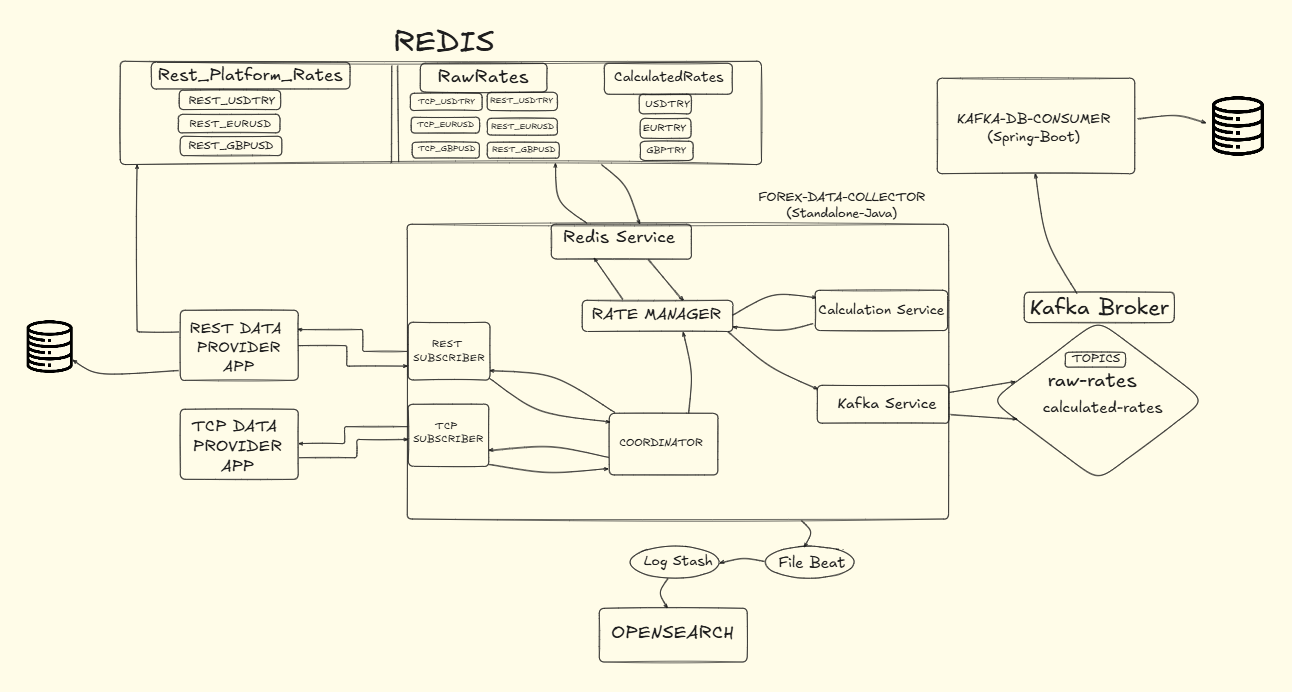 REDIS
Rest_Platform_Rates
REST_USDTRY
REST_EURUSD
REST_GBPUSD
RawRates
TCP_USDTRY
REST_USDTRY
TCP_EURUSD
REST_EURUSD
TCP_GBPUSD
REST_GBPUSD
CalculatedRates
USDTRY
EURTRY
GBPTRY
KAFKA-DB-CONSUMER
(Spring-Boot)
FOREX-DATA-COLLECTOR
(Standalone-Java)
Redis Service
RATE MANAGER
Calculation Service
Kafka Service
REST
SUBSCRIBER
TCP
SUBSCRIBER
COORDINATOR
REST DATA
PROVIDER
APP
TCP DATA
PROVIDER
APP
Kafka Broker
TOPICS
raw-rates
calculated-rates
Log Stash
File Beat
OPENSEARCH